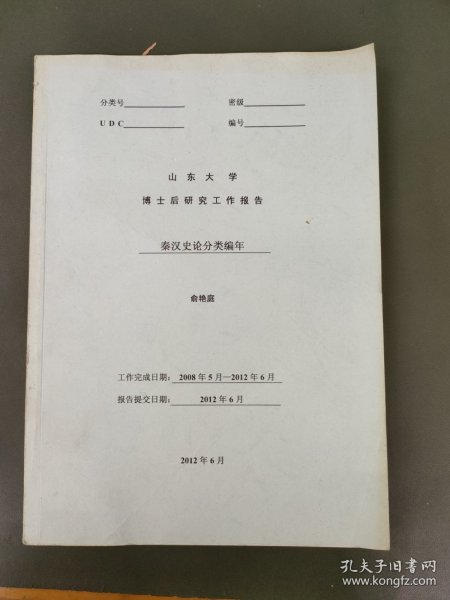 分类号 密级
UDC 编号
山东大学
博士后研究工作报告
秦汉史论分类编年
俞艳庭
工作完成日期: 2008年5月—2012年6月
报告提交日期: 2012年6月
2012年6月
孔夫子旧书网
www.kongfz.com